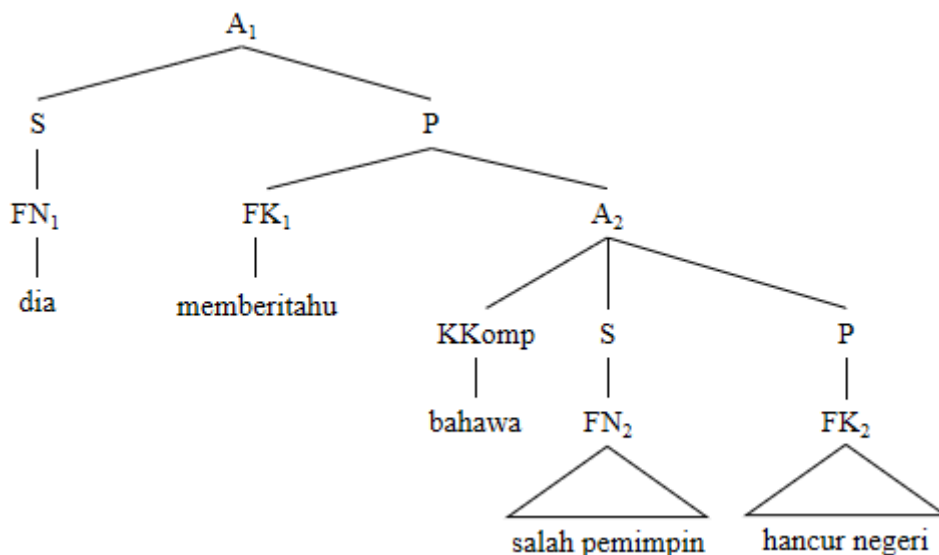 A₁
S P
FN₁ FK₁ A₂
dia memberitahu
KKomp S P
bahawa FN₂ FK₂
salah pemimpin hancur negeri